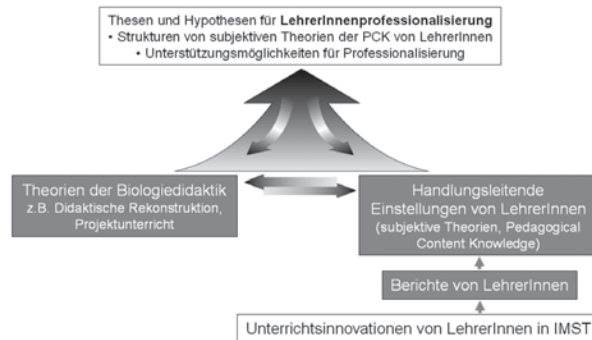 Thesen und Hypothesen für LehrerInnenprofessionalisierung
• Strukturen von subjektiven Theorien der PCK von LehrerInnen
• Unterstützungsmöglichkeiten für Professionalisierung
Theorien der Biologiedidaktik
z.B. Didaktische Rekonstruktion,
Projektunterricht
Handlungsleitende
Einstellungen von LehrerInnen
(subjektive Theorien, Pedagogical
Content Knowledge)
Berichte von LehrerInnen
Unterrichtsinnovationen von LehrerInnen in IMST